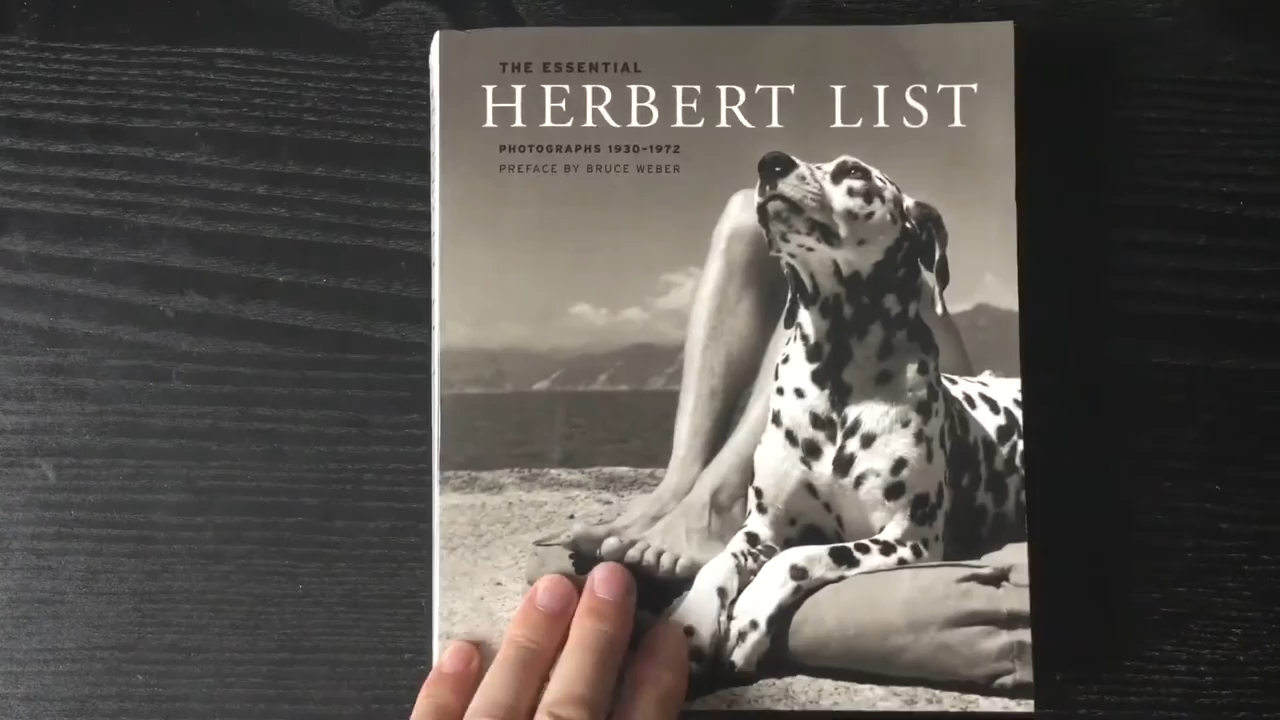 THE ESSENTIAL
HERBERT LIST
PHOTOGRAPHS 1930–1972
PREFACE BY BRUCE WEBER